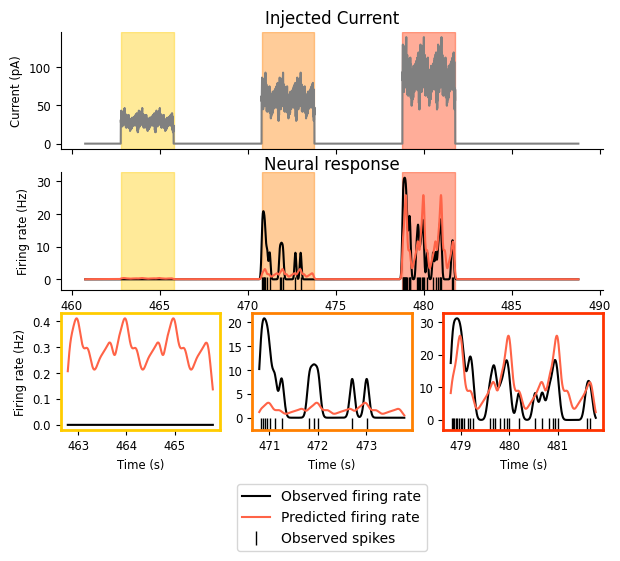 Injected Current
Current (pA)
100
50
0
Neural response
Firing rate (Hz)
30
20
10
0
460 465 470 475 480 485 490
Firing rate (Hz)
0.4
0.3
0.2
0.1
0.0
463 464 465
Time (s)
20
15
10
5
0
471 472 473
Time (s)
30
20
10
0
479 480 481
Time (s)
Observed firing rate
Predicted firing rate
Observed spikes